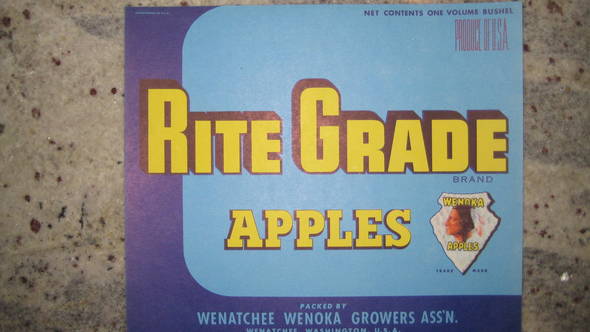 NET CONTENTS ONE VOLUME BUSHEL
PRODUCE OF U.S.A.
RITE GRADE
BRAND
APPLES
WENOKA
APPLES
TRADE MARK
PACKED BY
WENATCHEE WENOKA GROWERS ASS'N.
WENATCHEE, WASHINGTON, U.S.A.